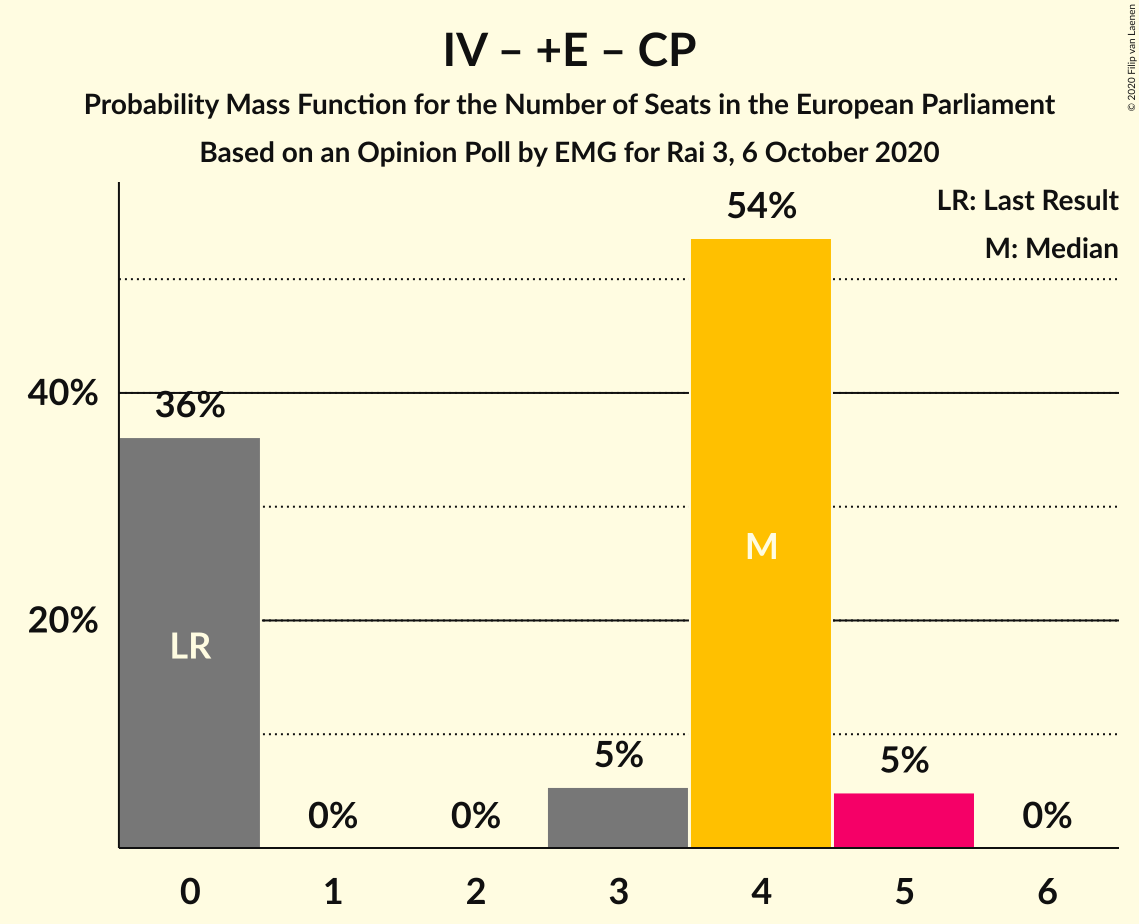 IV – +E – CP
Probability Mass Function for the Number of Seats in the European Parliament
Based on an Opinion Poll by EMG for Rai 3, 6 October 2020
© 2020 Filip van Laenen
LR: Last Result
M: Median
54%
40%
36%
M
20%
LR
5%
5%
0%
0%
0%
0 1 2 3 4 5 6